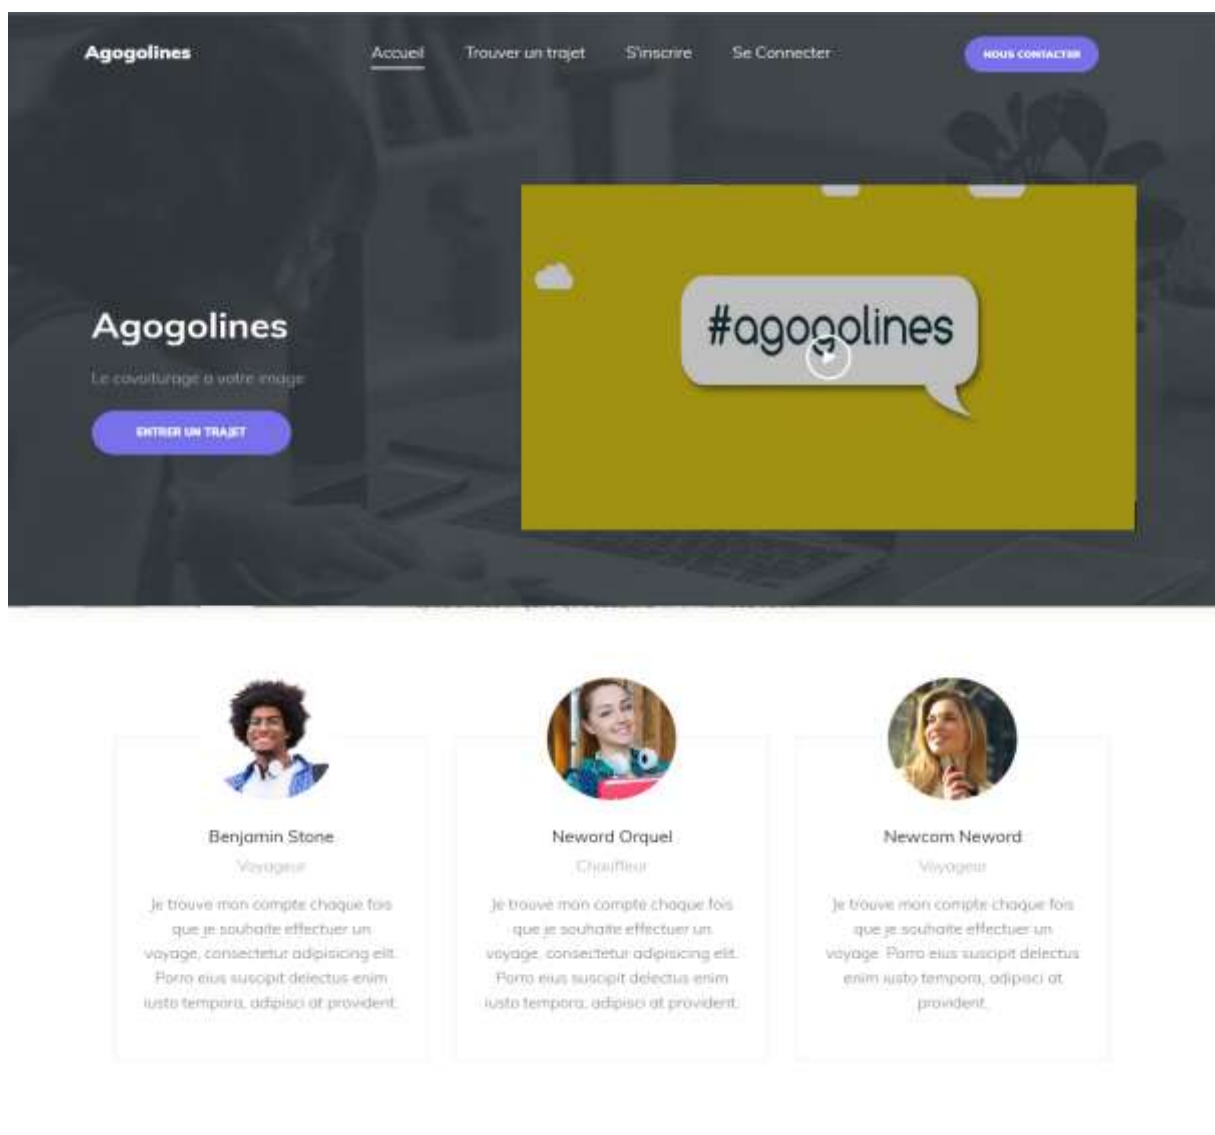 Agogolines
Accueil
Trouver un trajet
S'inscrire
Se Connecter
NOUS CONTACTER
#agogolines
Agogolines
Le covoiturage a votre image
ENTRER UN TRAJET
Benjamin Stone
Voyageur
Je trouve mon compte chaque fois
que je souhaite effectuer un
voyage, consectetur adipisicing elit.
Porro eius suscipit delectus enim
iusto tempora, adipisci at provident.
Neword Orquel
Chauffeur
Je trouve mon compte chaque fois
que je souhaite effectuer un
voyage, consectetur adipisicing elit.
Porro eius suscipit delectus enim
iusto tempora, adipisci at provident.
Newcom Neword
Voyageur
Je trouve mon compte chaque fois
que je souhaite effectuer un
voyage. Porro eius suscipit delectus
enim iusto tempora, adipisci at
provident.